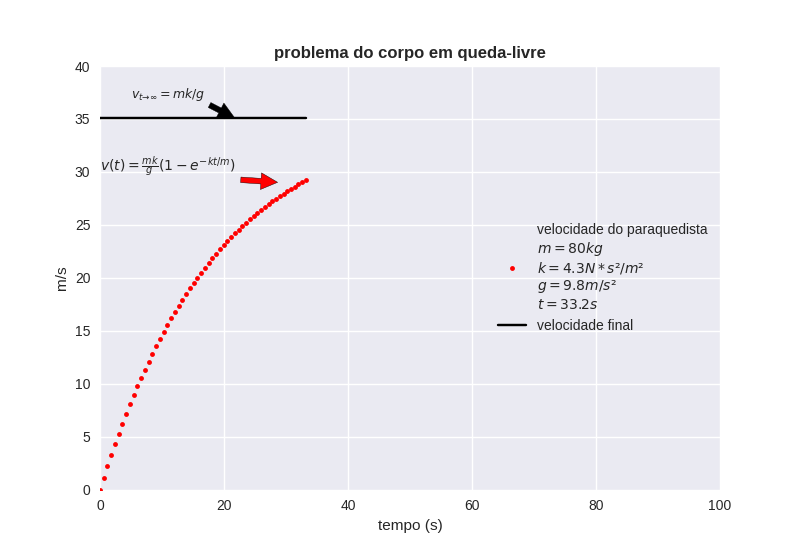 problema do corpo em queda-livre
40
35
30
25
20
15
10
5
0
m/s
v_{t→∞} = mk/g
v(t) = \frac{mk}{g}(1 − e^{−kt/m})
velocidade do paraquedista
m = 80kg
k = 4.3N * s²/m²
g = 9.8m/s²
t = 33.2s
velocidade final
0 20 40 60 80 100
tempo (s)